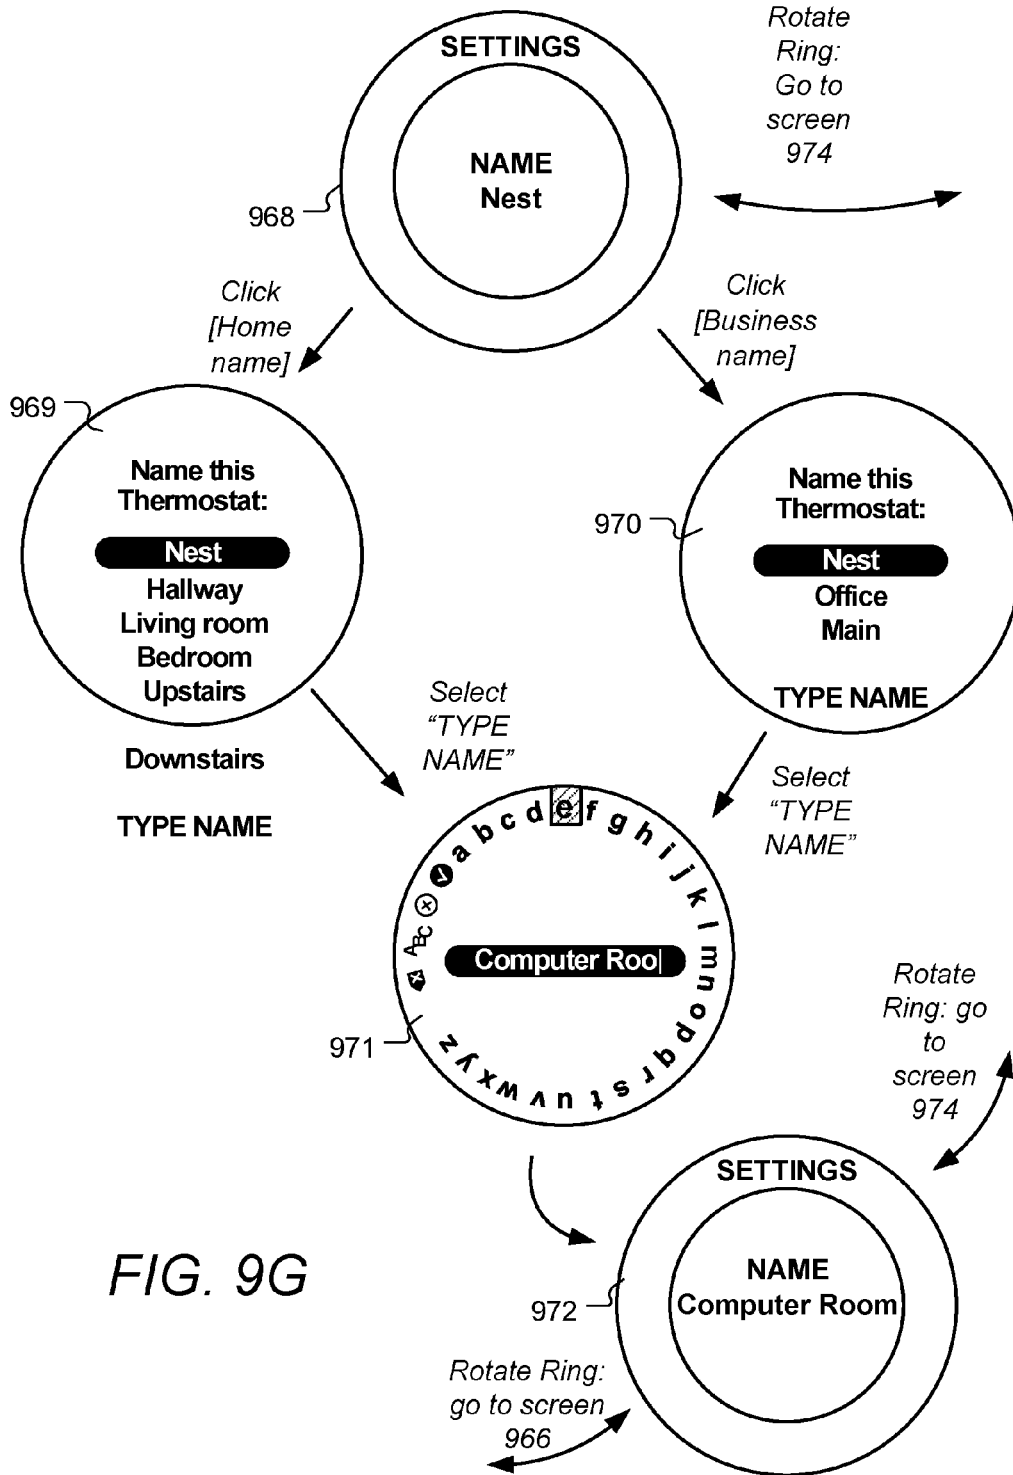 SETTINGS
NAME
Nest
968
Rotate
Ring:
Go to
screen
974
Click
[Home
name]
Click
[Business
name]
969
Name this
Thermostat:
Nest
Hallway
Living room
Bedroom
Upstairs
Downstairs
TYPE NAME
970
Name this
Thermostat:
Nest
Office
Main
TYPE NAME
Select
“TYPE
NAME”
Select
“TYPE
NAME”
a b c d e f g h i j k l m n o p q r s t u v w x y z
ABC
Computer Roo
971
Rotate
Ring: go
to
screen
974
SETTINGS
NAME
Computer Room
972
Rotate Ring:
go to screen
966
FIG. 9G